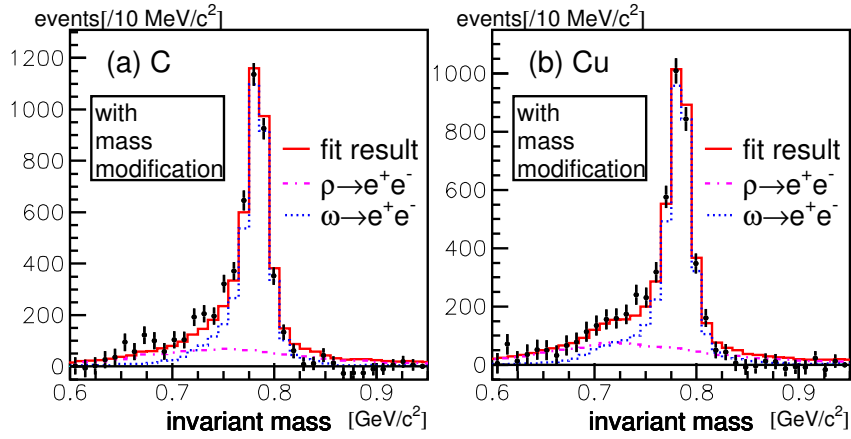 events[/10 MeV/c²]
1200
1000
800
600
400
200
0
(a) C
with
mass
modification
fit result
ρ→e⁺e⁻
ω→e⁺e⁻
0.6
0.7
0.8
0.9
invariant mass
[GeV/c²]
events[/10 MeV/c²]
1000
800
600
400
200
0
(b) Cu
with
mass
modification
fit result
ρ→e⁺e⁻
ω→e⁺e⁻
0.6
0.7
0.8
0.9
invariant mass
[GeV/c²]